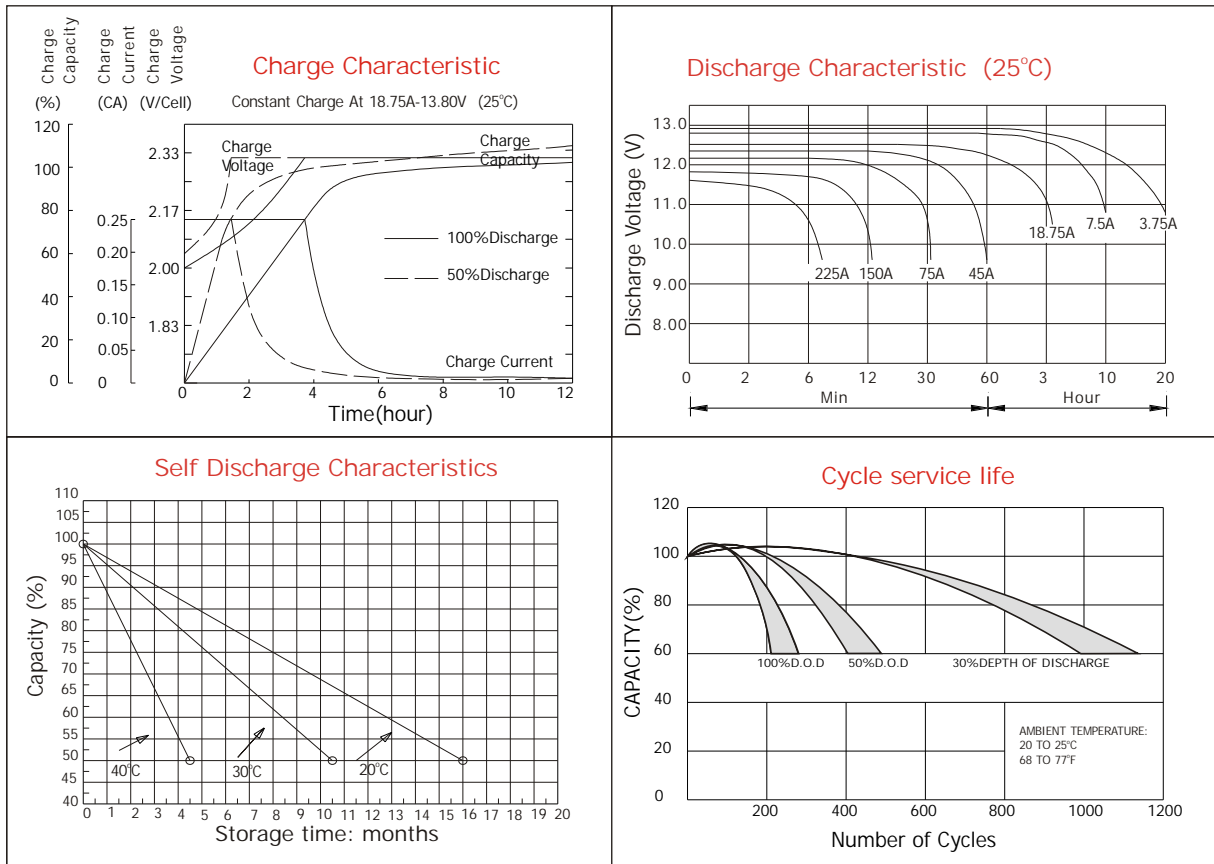 Charge Capacity
Charge Current
Charge Voltage
(%)
(CA)
(V/Cell)
Charge Characteristic
Constant Charge At 18.75A-13.80V (25°C)
120
100
80
60
40
20
0
0.25
0.20
0.15
0.10
0.05
0
2.33
2.17
2.00
1.83
Charge Voltage
Charge Capacity
100%Discharge
50%Discharge
Charge Current
0 2 4 6 8 10 12
Time(hour)
Discharge Characteristic (25°C)
Discharge Voltage (V)
13.0
12.0
11.0
10.0
9.00
8.00
225A 150A 75A 45A 18.75A 7.5A 3.75A
0 2 6 12 30 60 3 10 20
Min Hour
Self Discharge Characteristics
Capacity (%)
110
105
100
95
90
85
80
75
70
65
60
55
50
45
40
40°C 30°C 20°C
0 1 2 3 4 5 6 7 8 9 10 11 12 13 14 15 16 17 18 19 20
Storage time: months
Cycle service life
CAPACITY(%)
120
100
80
60
40
20
0
100%D.O.D 50%D.O.D 30%DEPTH OF DISCHARGE
AMBIENT TEMPERATURE:
20 TO 25°C
68 TO 77°F
200 400 600 800 1000 1200
Number of Cycles